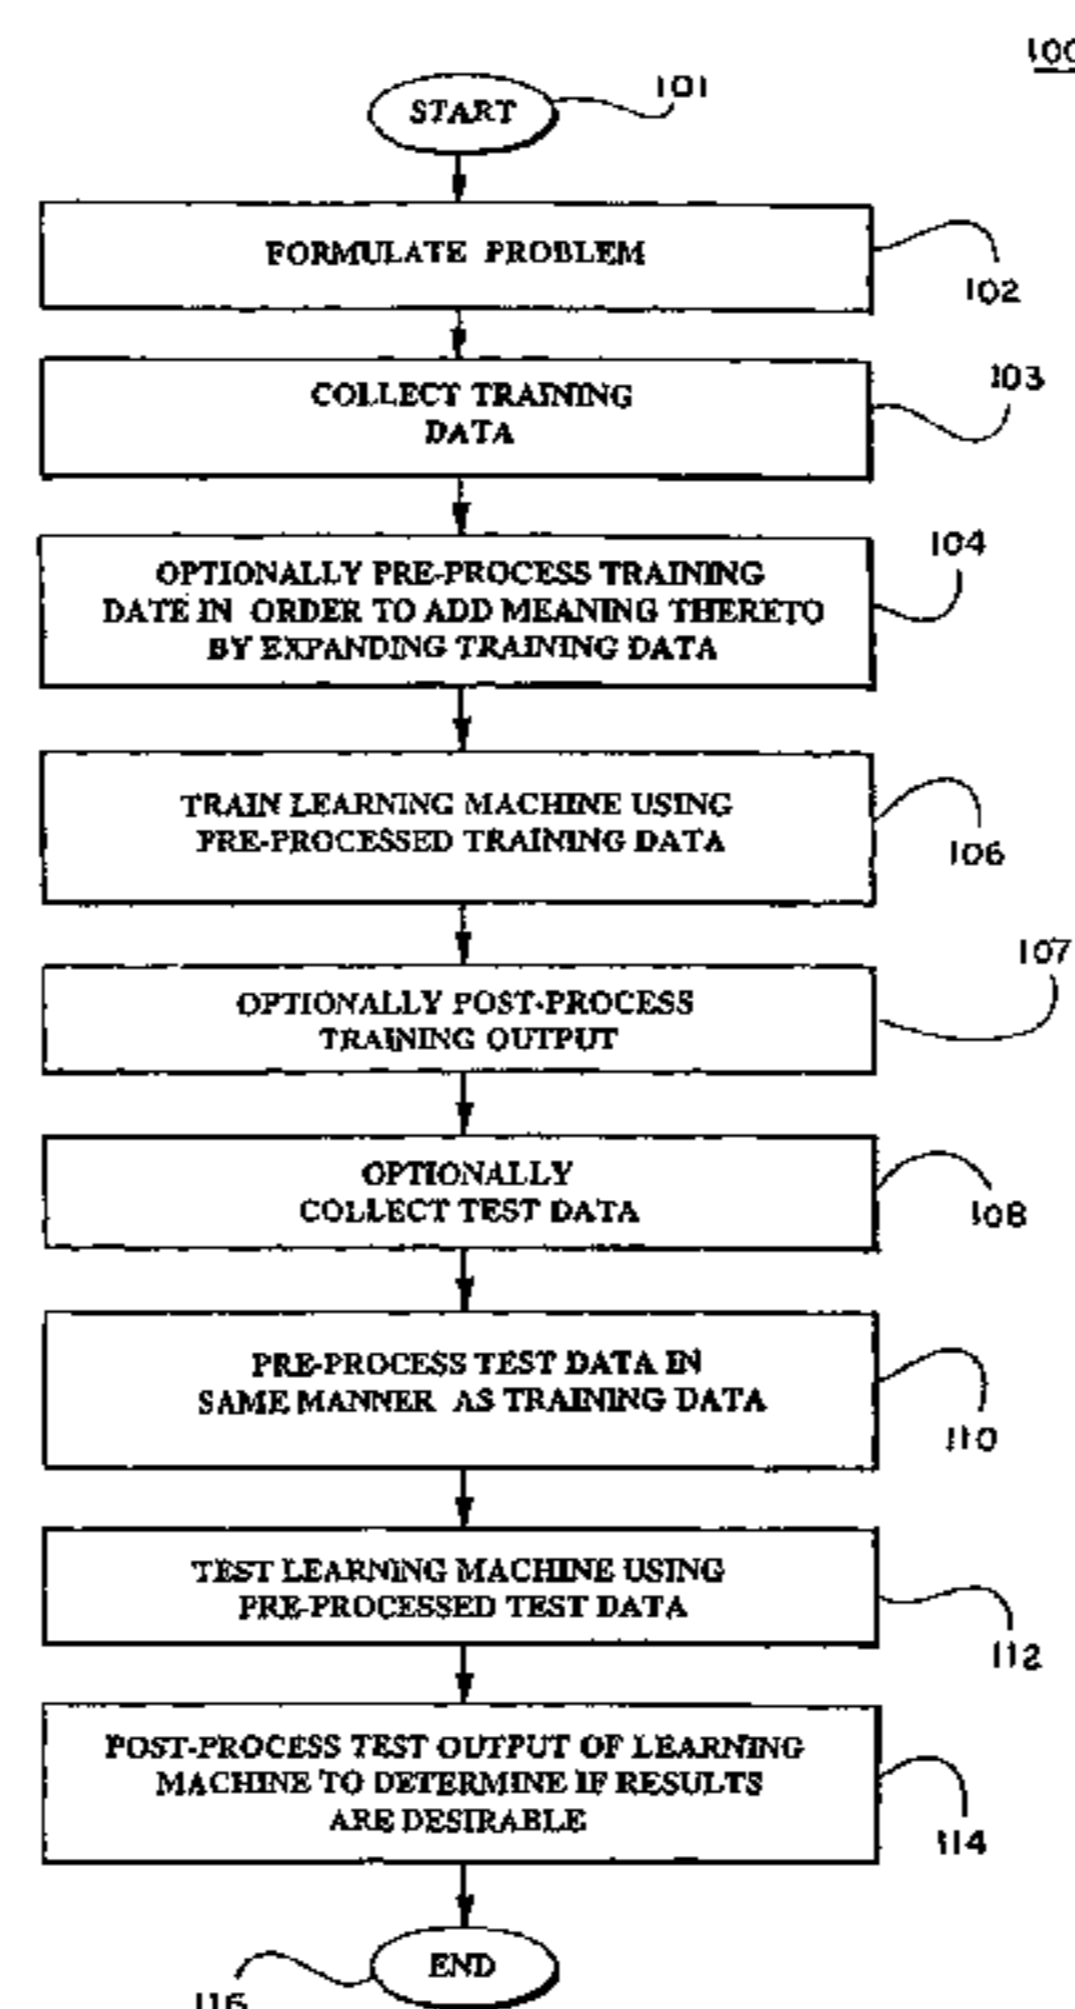 100
START
101
FORMULATE PROBLEM
102
COLLECT TRAINING
DATA
103
OPTIONALLY PRE-PROCESS TRAINING
DATE IN ORDER TO ADD MEANING THERETO
BY EXPANDING TRAINING DATA
104
TRAIN LEARNING MACHINE USING
PRE-PROCESSED TRAINING DATA
106
OPTIONALLY POST-PROCESS
TRAINING OUTPUT
107
OPTIONALLY
COLLECT TEST DATA
108
PRE-PROCESS TEST DATA IN
SAME MANNER AS TRAINING DATA
110
TEST LEARNING MACHINE USING
PRE-PROCESSED TEST DATA
112
POST-PROCESS TEST OUTPUT OF LEARNING
MACHINE TO DETERMINE IF RESULTS
ARE DESIRABLE
114
END